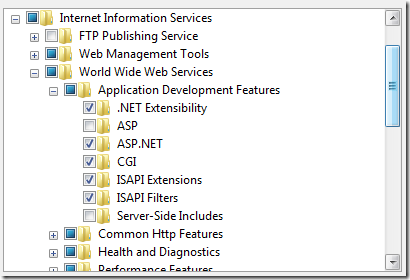 Internet Information Services
FTP Publishing Service
Web Management Tools
World Wide Web Services
Application Development Features
.NET Extensibility
ASP
ASP.NET
CGI
ISAPI Extensions
ISAPI Filters
Server-Side Includes
Common Http Features
Health and Diagnostics
Performance Features